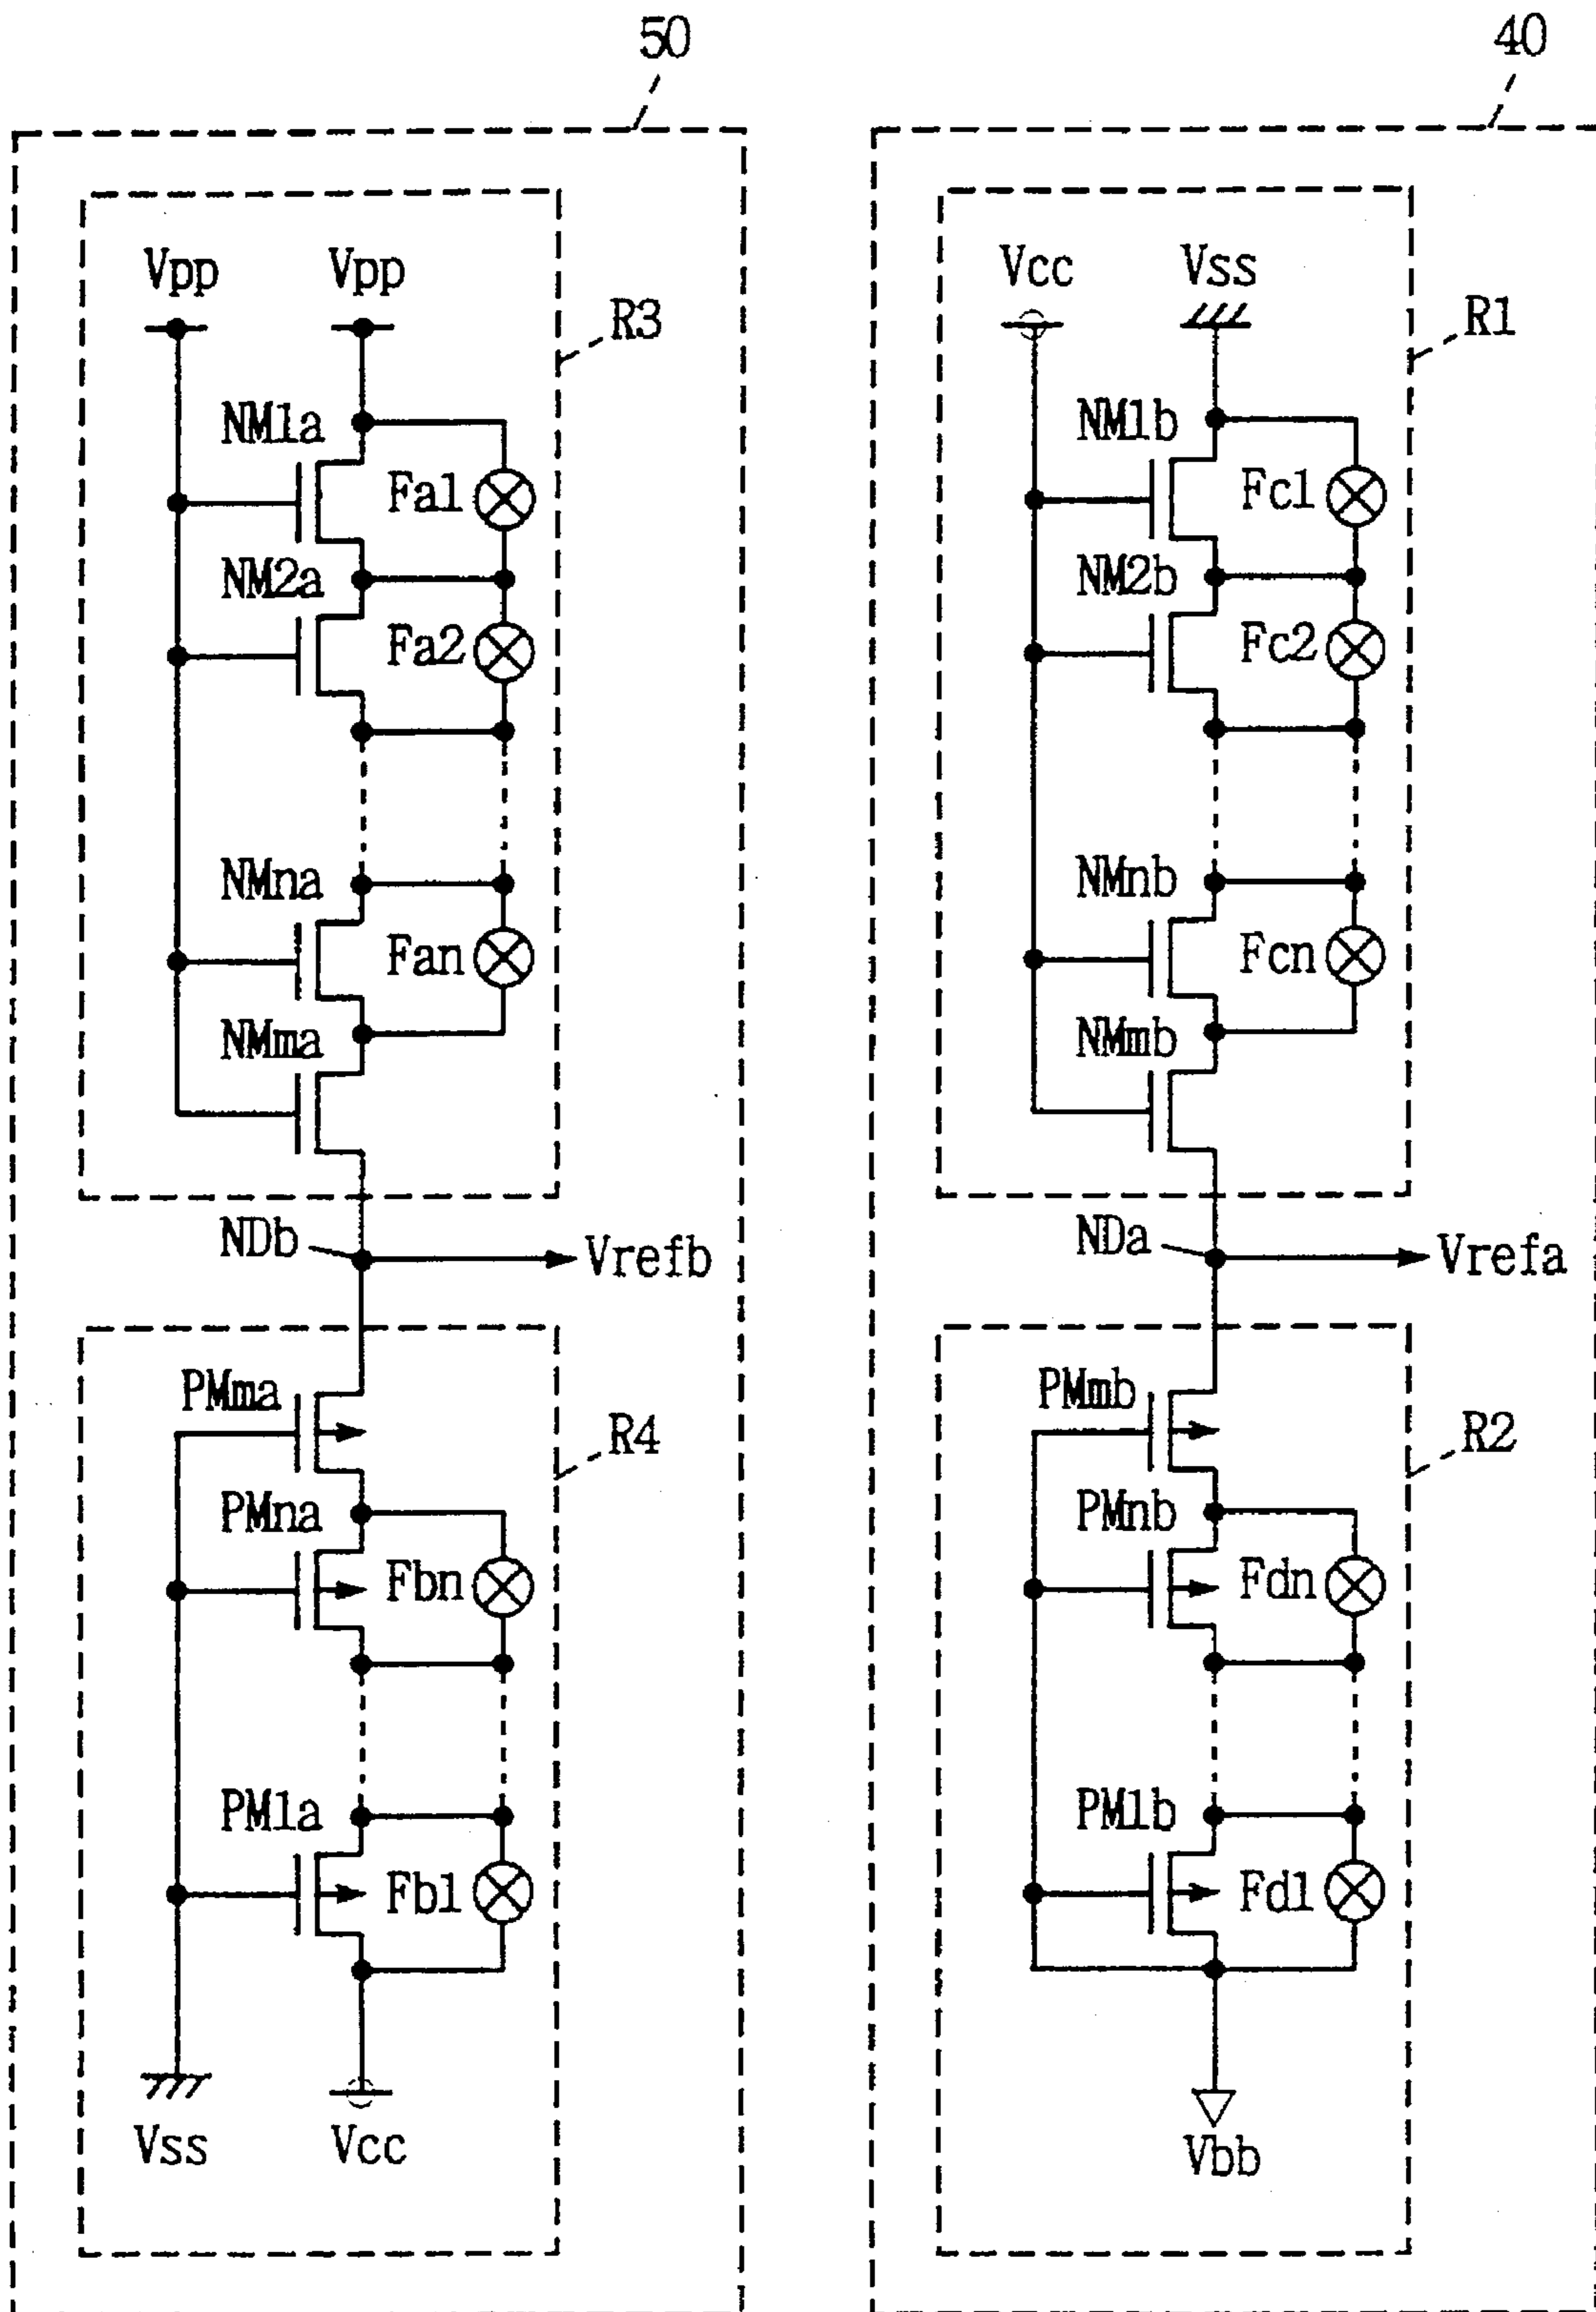 50
40
Vpp
Vpp
R3
NM1a
Fa1
NM2a
Fa2
NMna
Fan
NMma
NDb
Vrefb
PMma
R4
PMna
Fbn
PM1a
Fb1
Vss
Vcc
Vcc
Vss
R1
NM1b
Fc1
NM2b
Fc2
NMnb
Fcn
NMmb
NDa
Vrefa
PMmb
R2
PMnb
Fdn
PM1b
Fd1
Vbb